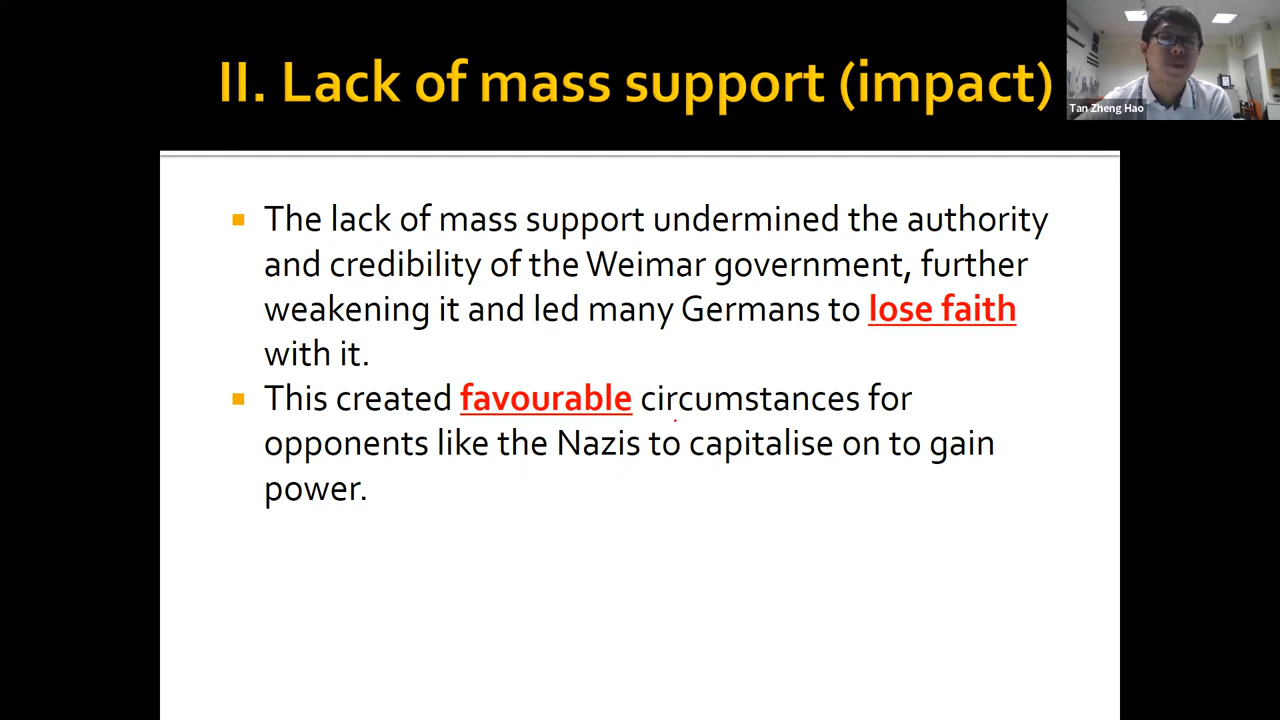 II. Lack of mass support (impact)
Tan Zheng Hao
The lack of mass support undermined the authority
and credibility of the Weimar government, further
weakening it and led many Germans to lose faith
with it.
This created favourable circumstances for
opponents like the Nazis to capitalise on to gain
power.